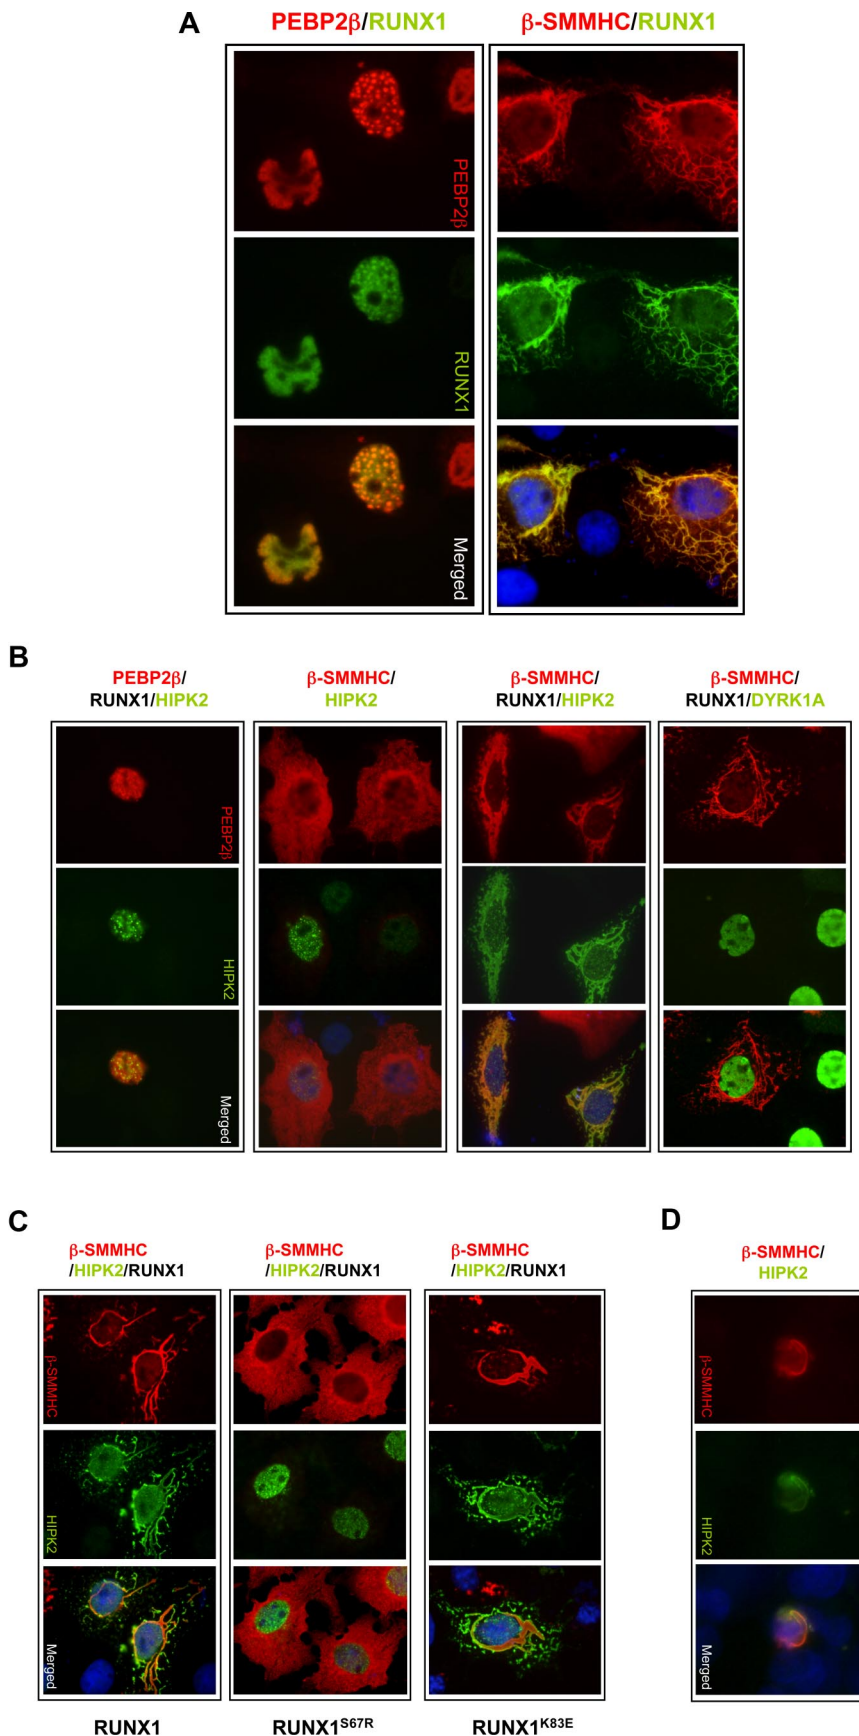 A
PEBP2β/RUNX1
β-SMMHC/RUNX1
PEBP2β
RUNX1
Merged
B
PEBP2β/
RUNX1/HIPK2
β-SMMHC/
HIPK2
β-SMMHC/
RUNX1/HIPK2
β-SMMHC/
RUNX1/DYRK1A
PEBP2β
HIPK2
Merged
C
β-SMMHC
/HIPK2/RUNX1
β-SMMHC
/HIPK2/RUNX1
β-SMMHC
/HIPK2/RUNX1
β-SMMHC
HIPK2
Merged
RUNX1
RUNX1S67R
RUNX1K83E
D
β-SMMHC/
HIPK2
β-SMMHC
HIPK2
Merged